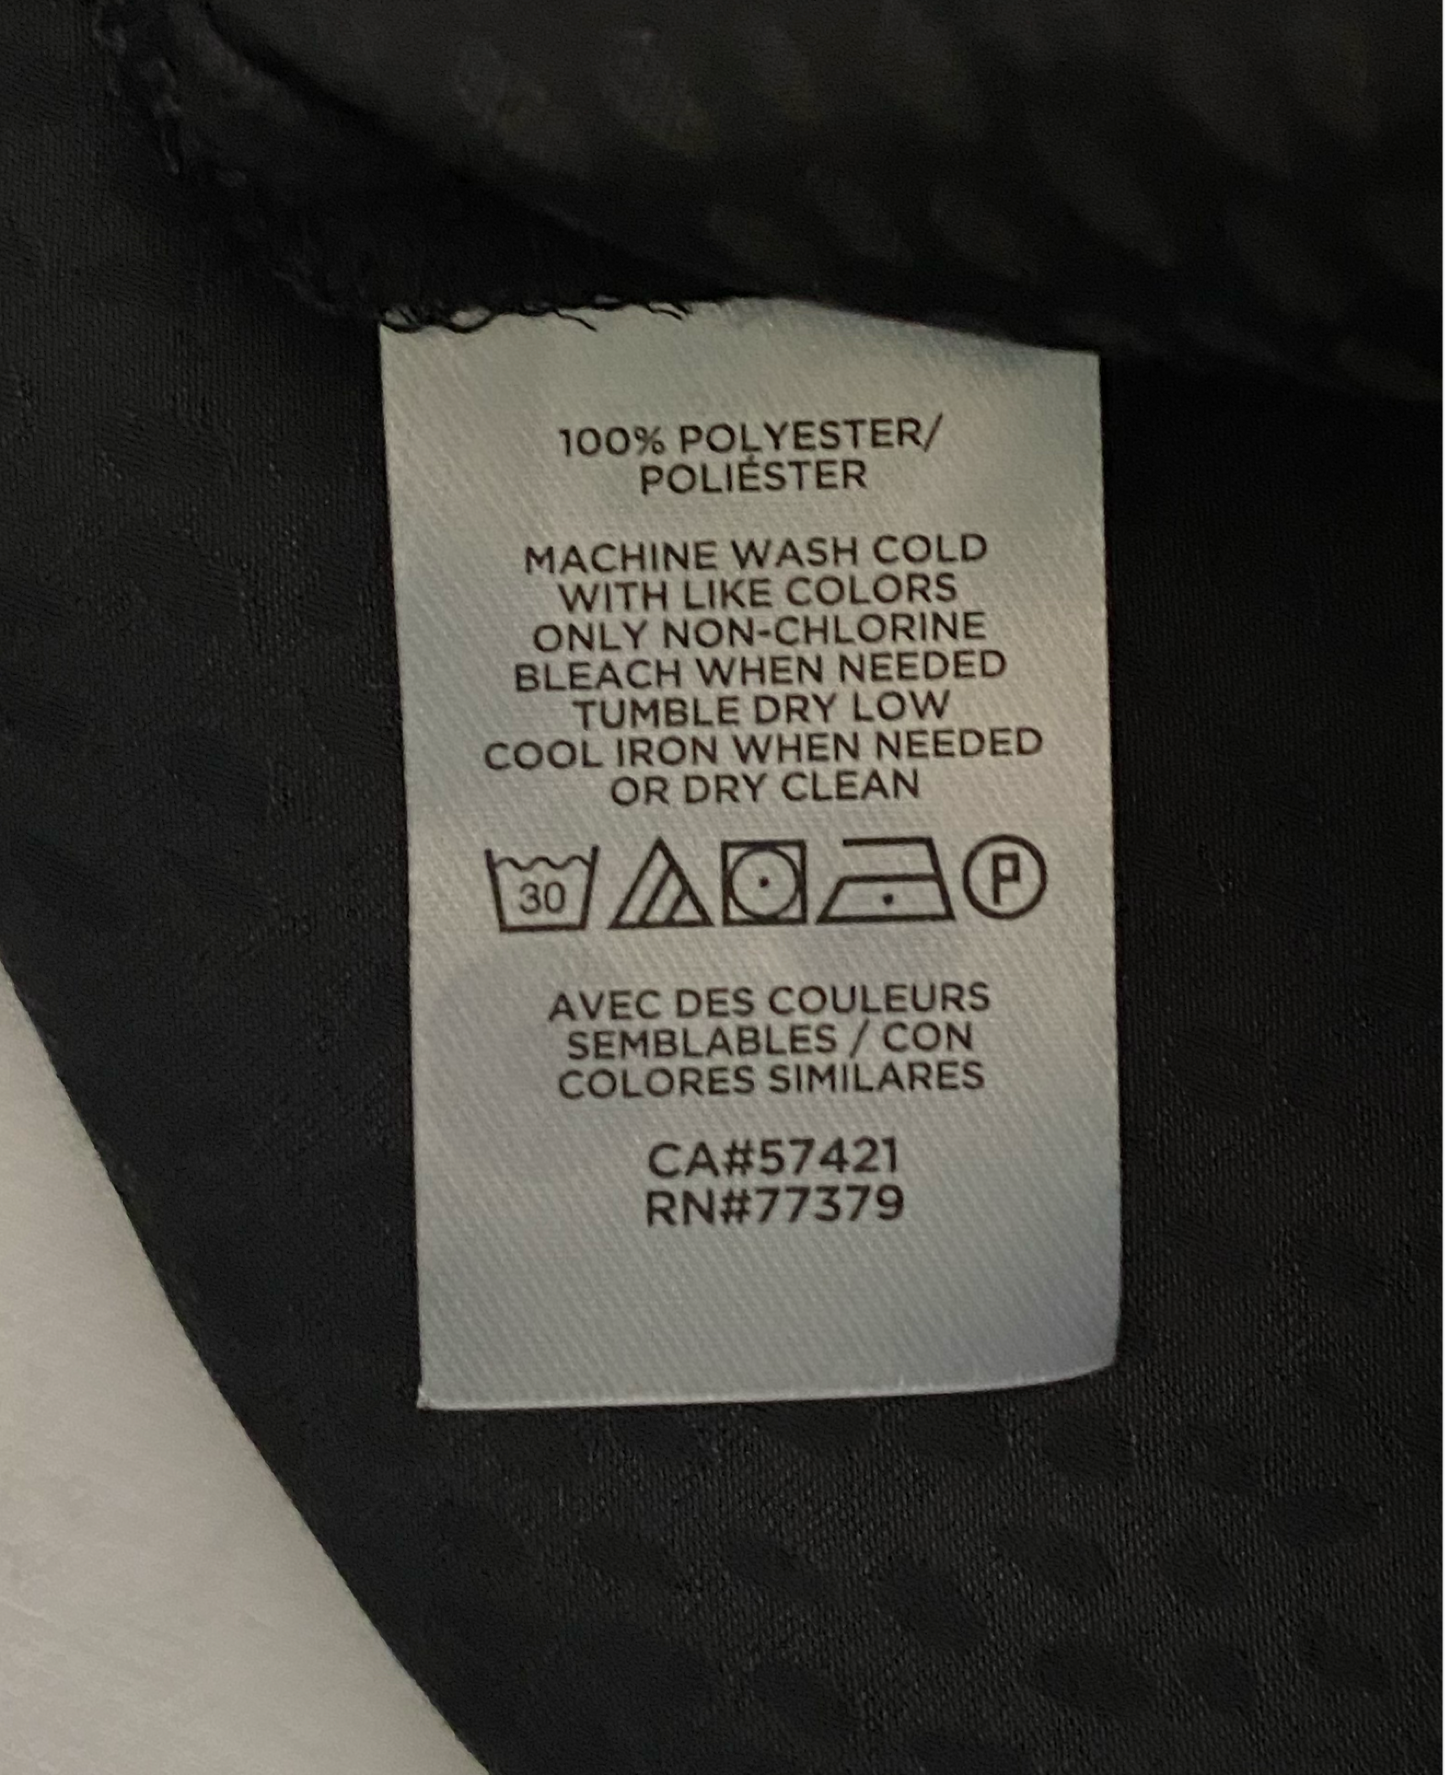 100% POLYESTER/
POLIÉSTER
MACHINE WASH COLD
WITH LIKE COLORS
ONLY NON-CHLORINE
BLEACH WHEN NEEDED
TUMBLE DRY LOW
COOL IRON WHEN NEEDED
OR DRY CLEAN
30 P
AVEC DES COULEURS
SEMBLABLES / CON
COLORES SIMILARES
CA#57421
RN#77379